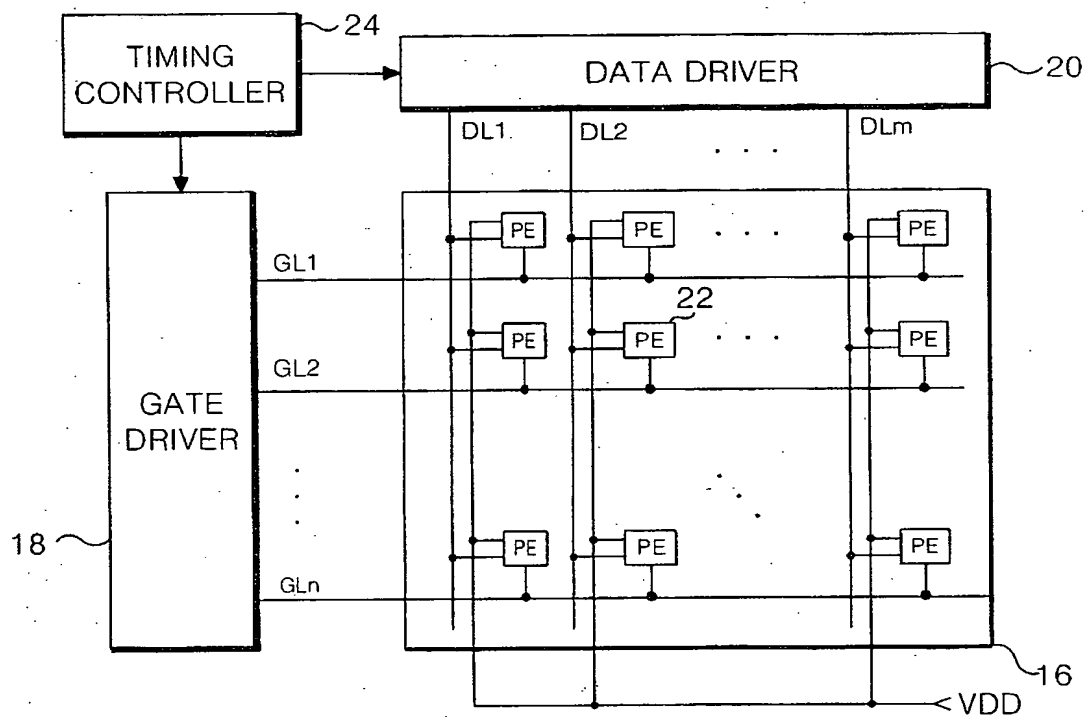 TIMING
CONTROLLER
24
DATA DRIVER
20
DL1
DL2
DLm
. . .
PE
PE
. . .
PE
GL1
22
PE
PE
. . .
PE
GL2
GATE
DRIVER
18
PE
PE
PE
GLn
16
VDD